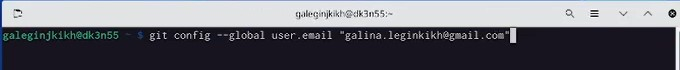 galeginjkikh@dk3n55:~
galeginjkikh@dk3n55 ~ $ git config --global user.email "galina.leginkikh@gmail.com"